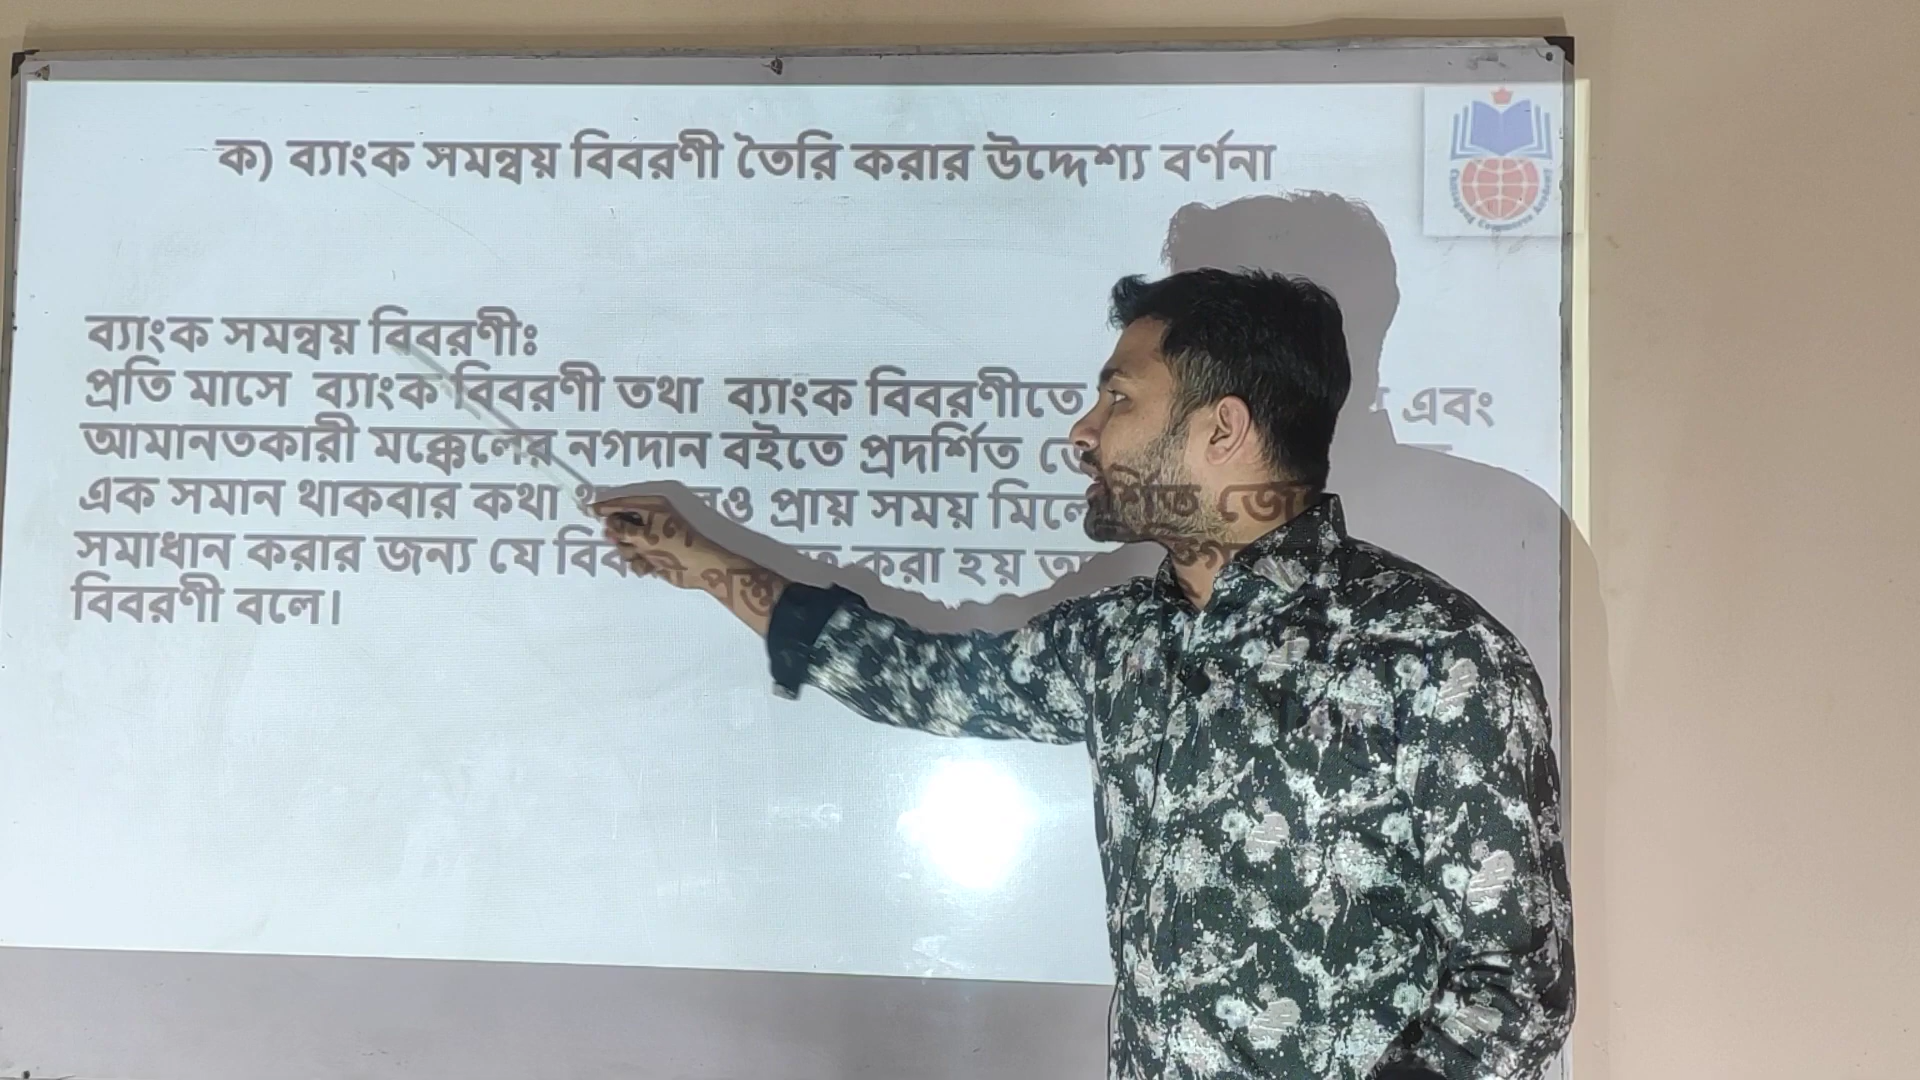 ক) ব্যাংক সমন্বয় বিবরণী তৈরি করার উদ্দেশ্য বর্ণনা
ব্যাংক সমন্বয় বিবরণীঃ
প্রতি মাসে ব্যাংক বিবরণী তথা ব্যাংক বিবরণীতে এবং
আমানতকারী মক্কেলের নগদান বইতে প্রদর্শিত
এক সমান থাকবার কথা প্রায় সময়
সমাধান করার জন্য যে করা হয়
বিবরণী বলে।